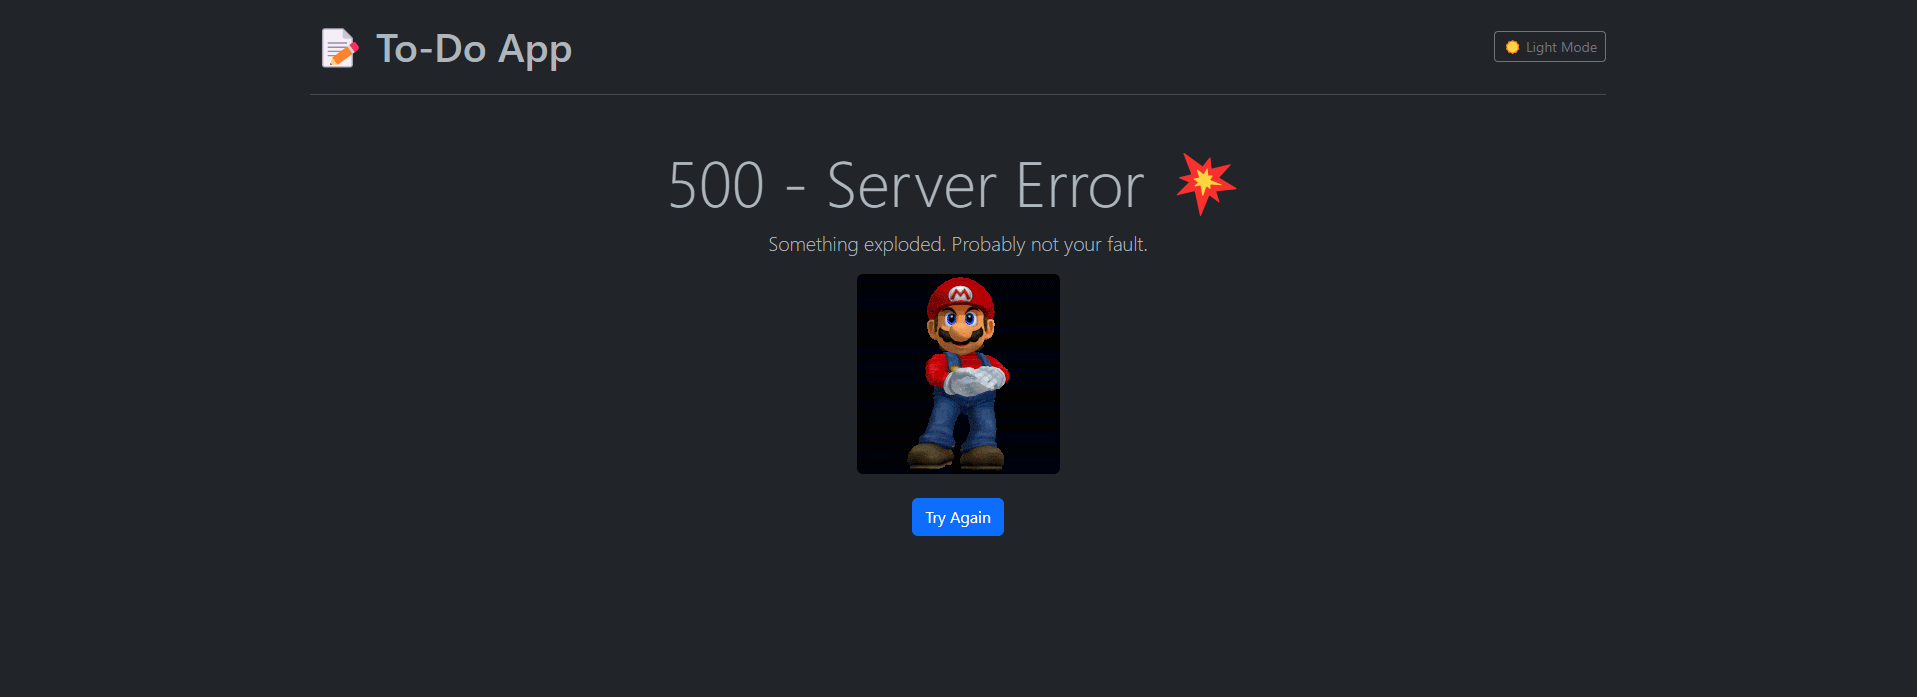 To-Do App
Light Mode
500 - Server Error
Something exploded. Probably not your fault.
M
Try Again